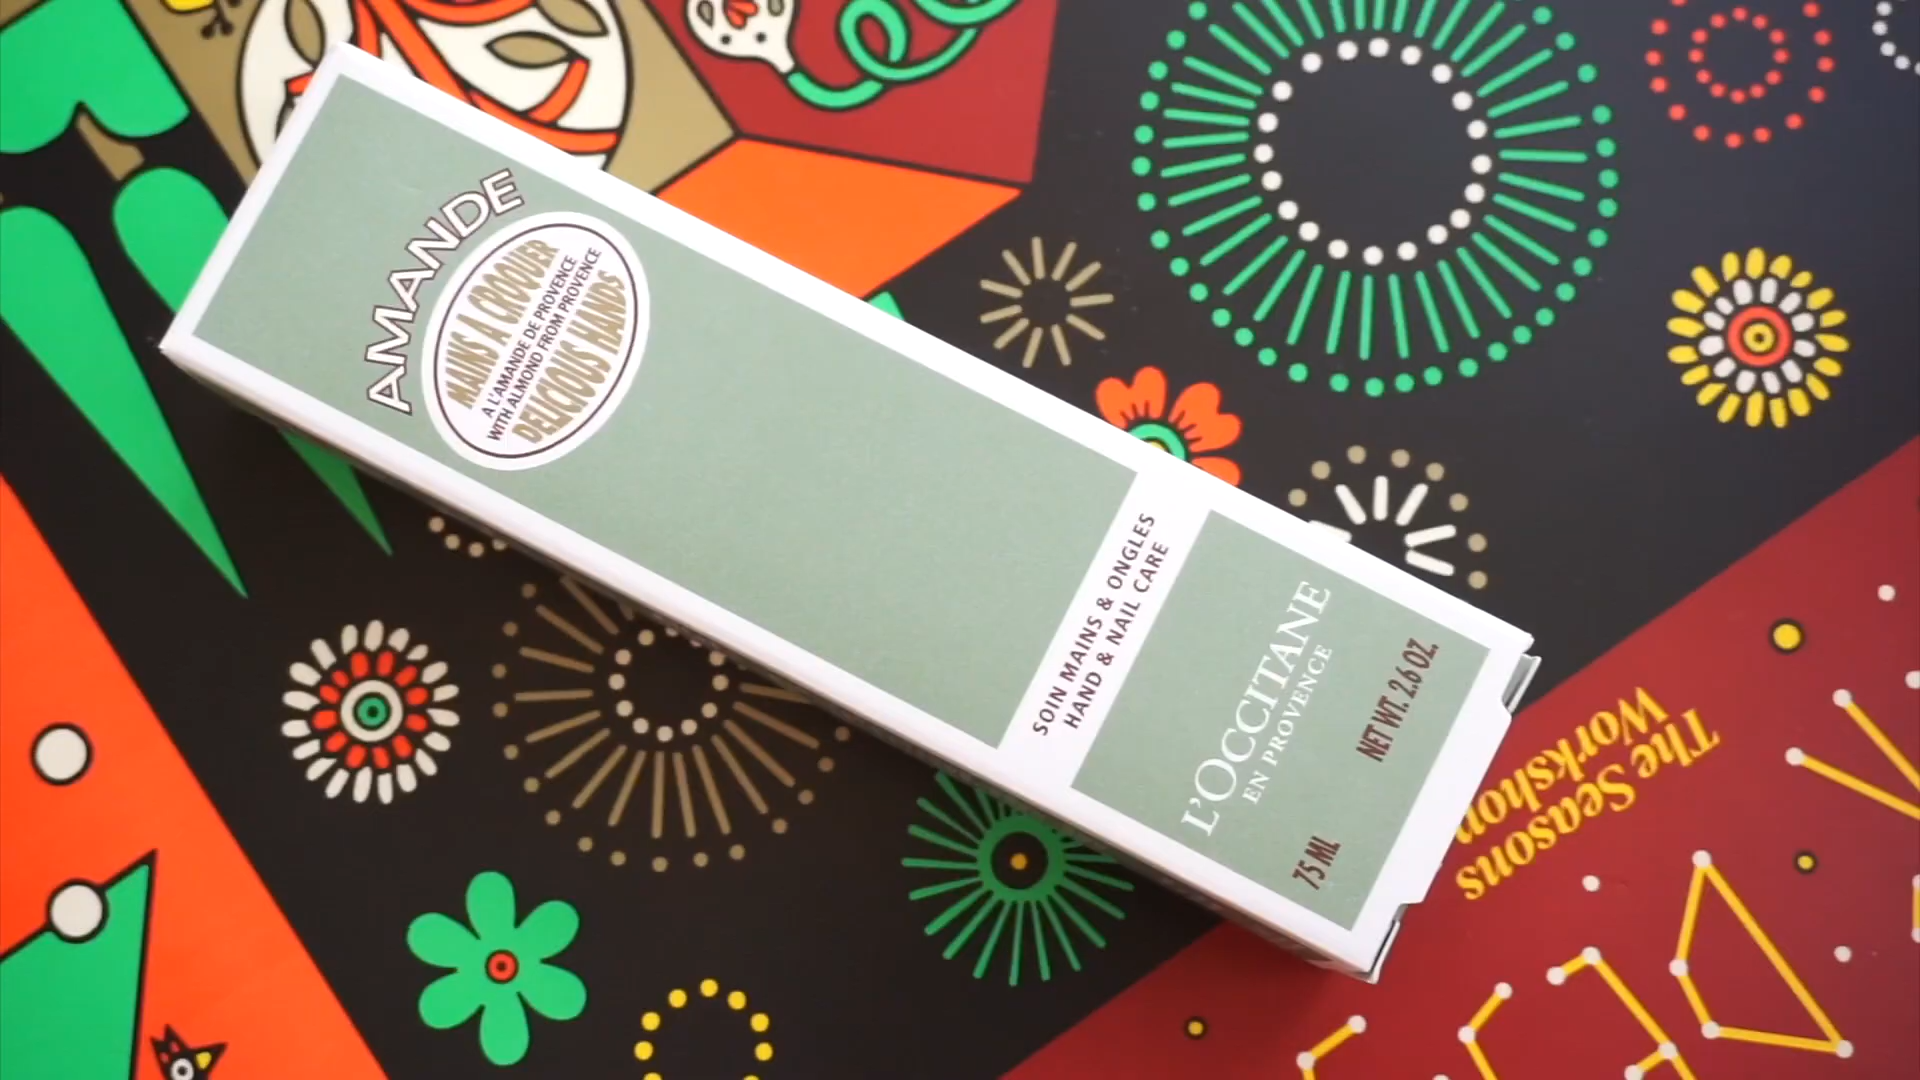 AMANDE
MAINS A CROQUER
A L'AMANDE DE PROVENCE
WITH ALMOND FROM PROVENCE
DELICIOUS HANDS
SOIN MAINS & ONGLES
HAND & NAIL CARE
L'OCCITANE
EN PROVENCE
75 ML
NET WT. 2.6 OZ.
The Seasons
Workshop